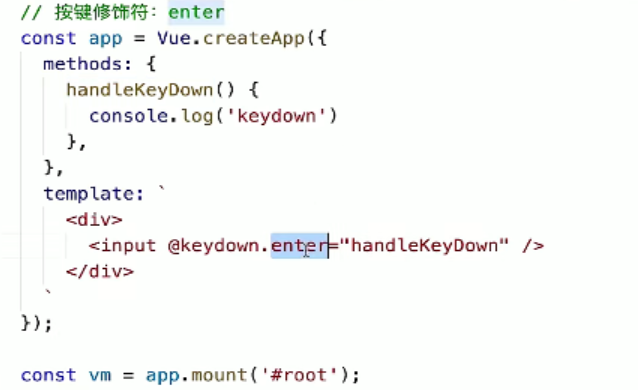 // 按键修饰符：enter
const app = Vue.createApp({
  methods: {
    handleKeyDown() {
      console.log('keydown')
    },
  },
  template: `
    <div>
      <input @keydown.enter="handleKeyDown" />
    </div>
  `
});
const vm = app.mount('#root');